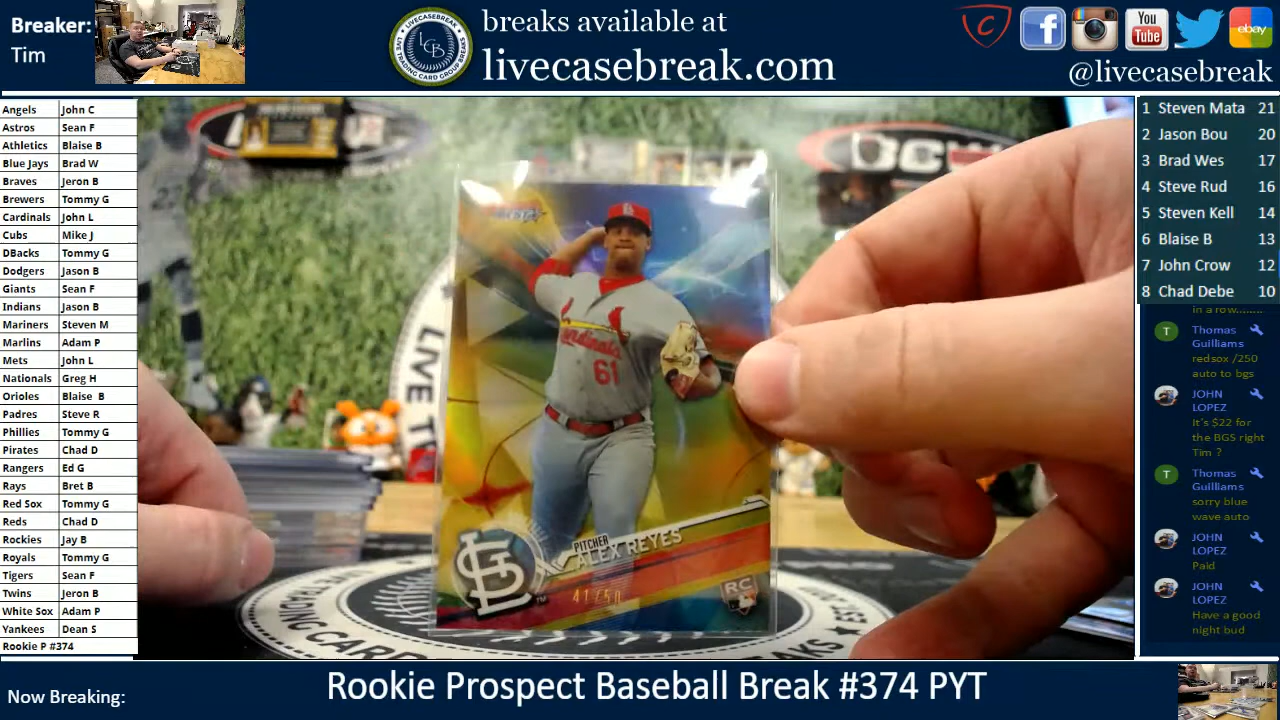 Breaker:
Tim
breaks available at
livecasebreak.com
You
Tube
ebay
@livecasebreak
Angels John C
Astros Sean F
Athletics Blaise B
Blue Jays Brad W
Braves Jeron B
Brewers Tommy G
Cardinals John L
Cubs Mike J
DBacks Tommy G
Dodgers Jason B
Giants Sean F
Indians Jason B
Mariners Steven M
Marlins Adam P
Mets John L
Nationals Greg H
Orioles Blaise B
Padres Steve R
Phillies Tommy G
Pirates Chad D
Rangers Ed G
Rays Bret B
Red Sox Tommy G
Reds Chad D
Rockies Jay B
Royals Tommy G
Tigers Sean F
Twins Jeron B
White Sox Adam P
Yankees Dean S
Rookie P #374
LIVE
Cardinals
61
PITCHER
ALEX REYES
41/50
RC
1 Steven Mata 21
2 Jason Bou 20
3 Brad Wes 17
4 Steve Rud 16
5 Steven Kell 14
6 Blaise B 13
7 John Crow 12
8 Chad Debe 10
in a row........
T Thomas
Guilliams
redsox /250
auto to bgs
JOHN
LOPEZ
It's $22 for
the BGS right
Tim ?
T Thomas
Guilliams
sorry blue
wave auto
JOHN
LOPEZ
Paid
JOHN
LOPEZ
Have a good
night bud
Now Breaking:
Rookie Prospect Baseball Break #374 PYT